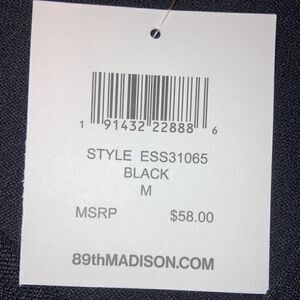 1 91432 22888 6
STYLE ESS31065
BLACK
M
MSRP $58.00
89thMADISON.COM